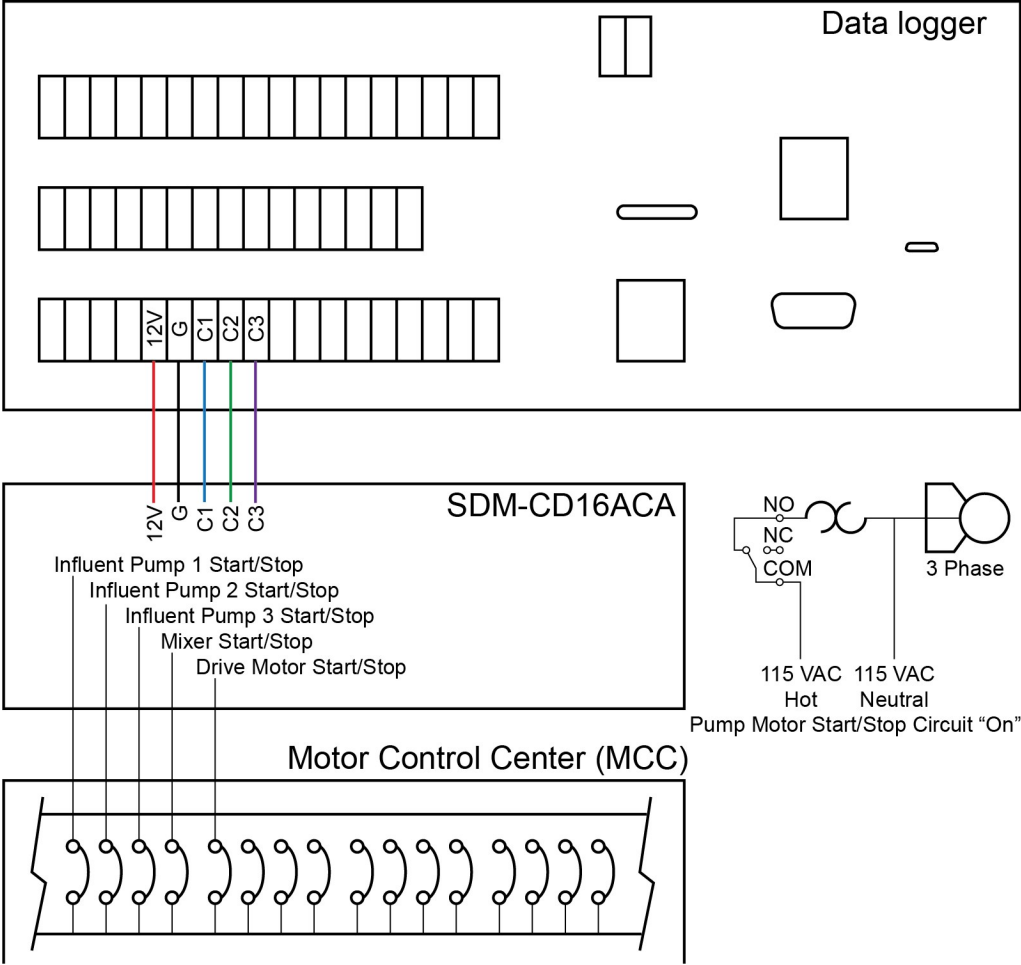 Data logger
12V
G
C1
C2
C3
SDM-CD16ACA
12V
G
C1
C2
C3
Influent Pump 1 Start/Stop
Influent Pump 2 Start/Stop
Influent Pump 3 Start/Stop
Mixer Start/Stop
Drive Motor Start/Stop
NO
NC
COM
3 Phase
115 VAC 115 VAC
Hot Neutral
Pump Motor Start/Stop Circuit “On”
Motor Control Center (MCC)